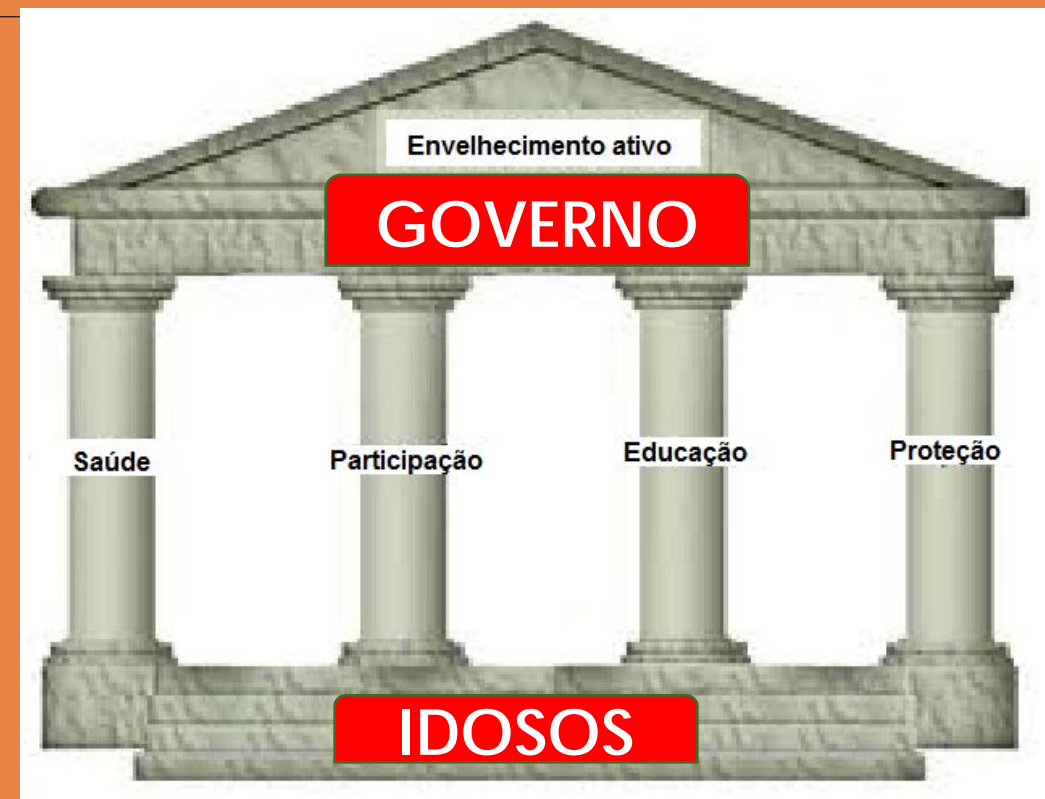 Envelhecimento ativo
GOVERNO
Saúde
Participação
Educação
Proteção
IDOSOS